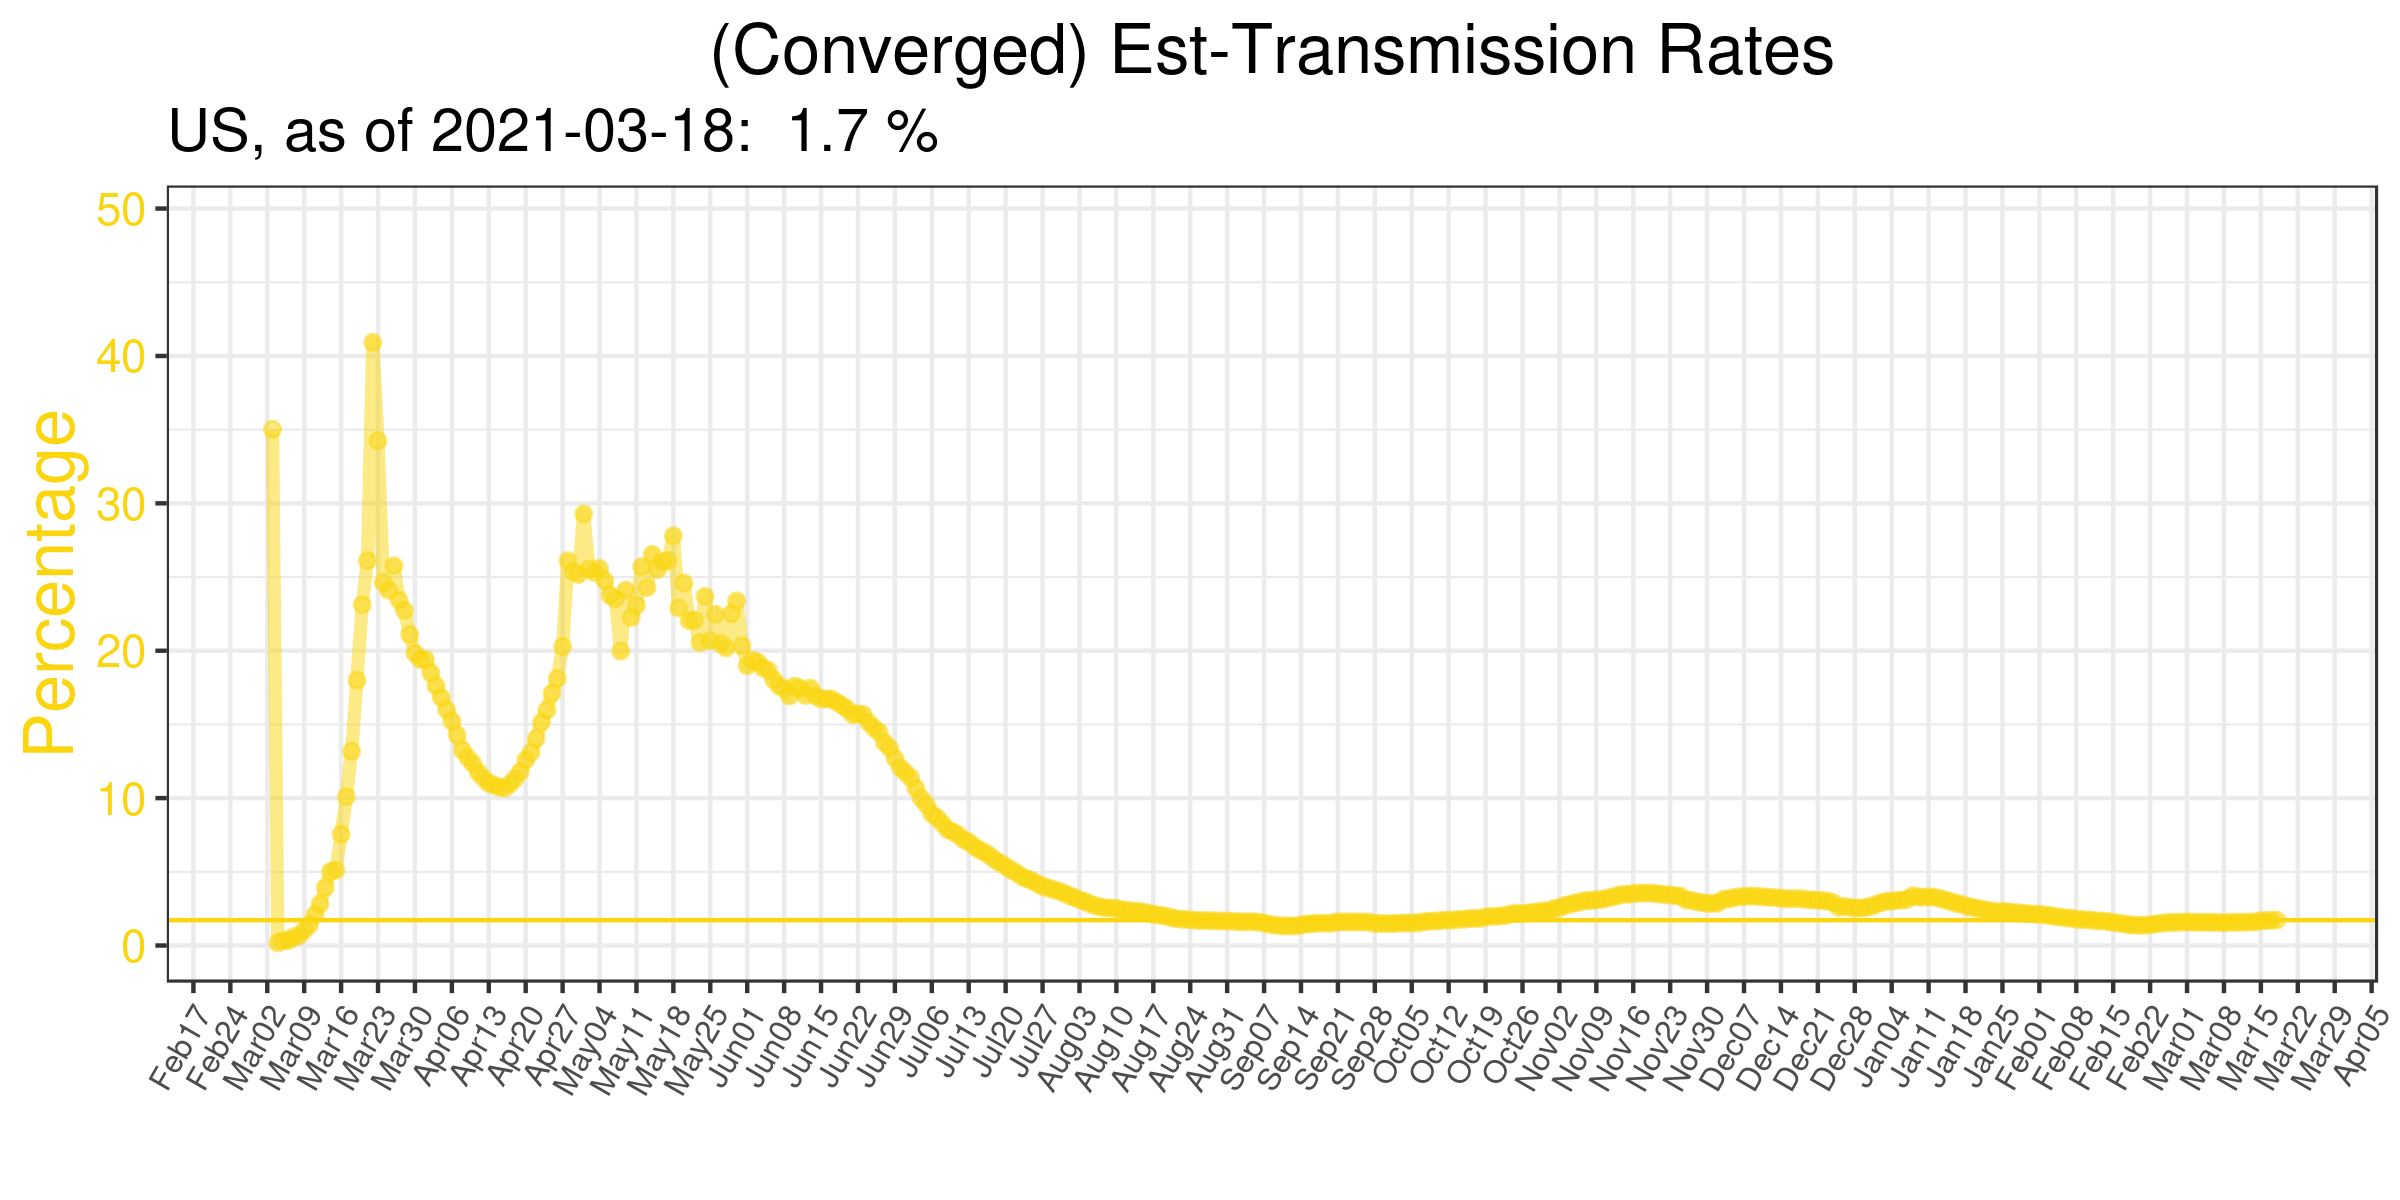 (Converged) Est-Transmission Rates
US, as of 2021-03-18: 1.7 %
Percentage
50
40
30
20
10
0
Feb17
Feb24
Mar02
Mar09
Mar16
Mar23
Mar30
Apr06
Apr13
Apr20
Apr27
May04
May11
May18
May25
Jun01
Jun08
Jun15
Jun22
Jun29
Jul06
Jul13
Jul20
Jul27
Aug03
Aug10
Aug17
Aug24
Aug31
Sep07
Sep14
Sep21
Sep28
Oct05
Oct12
Oct19
Oct26
Nov02
Nov09
Nov16
Nov23
Nov30
Nov07
Dec14
Dec21
Dec28
Dec04
Jan11
Jan18
Jan25
Feb01
Feb08
Feb15
Feb22
Mar01
Mar08
Mar15
Mar22
Mar29
Apr05